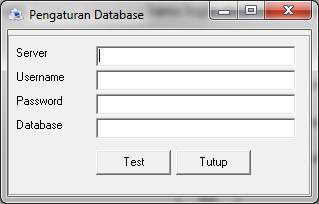 Pengaturan Database
Server
Username
Password
Database
Test Tutup